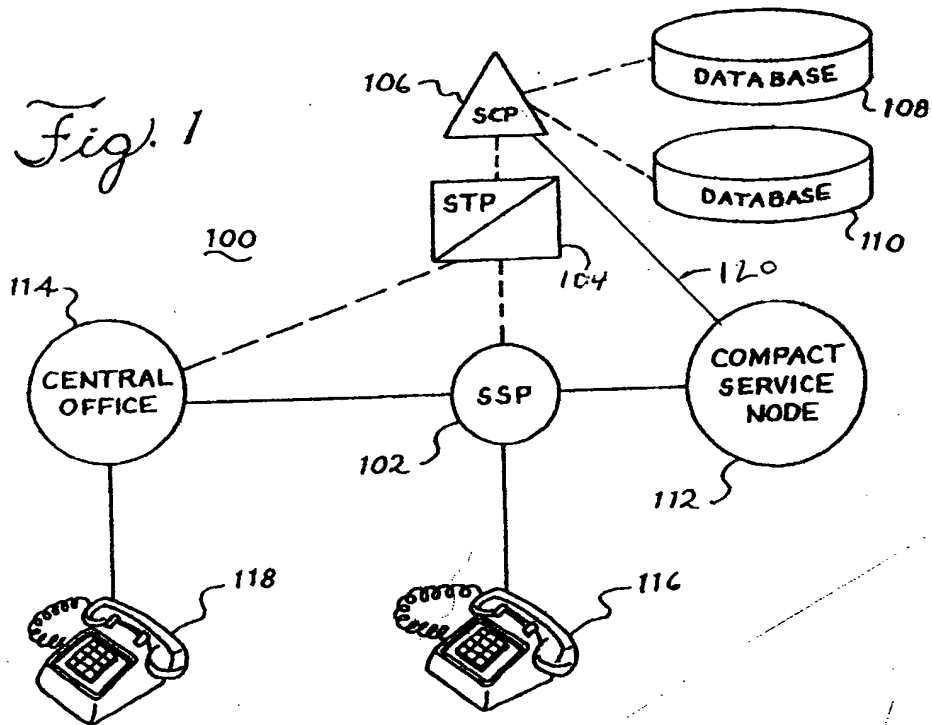 Fig. 1
106
SCP
DATABASE
108
STP
DATABASE
100
104
110
114
120
CENTRAL
OFFICE
SSP
COMPACT
SERVICE
NODE
102
112
118
116